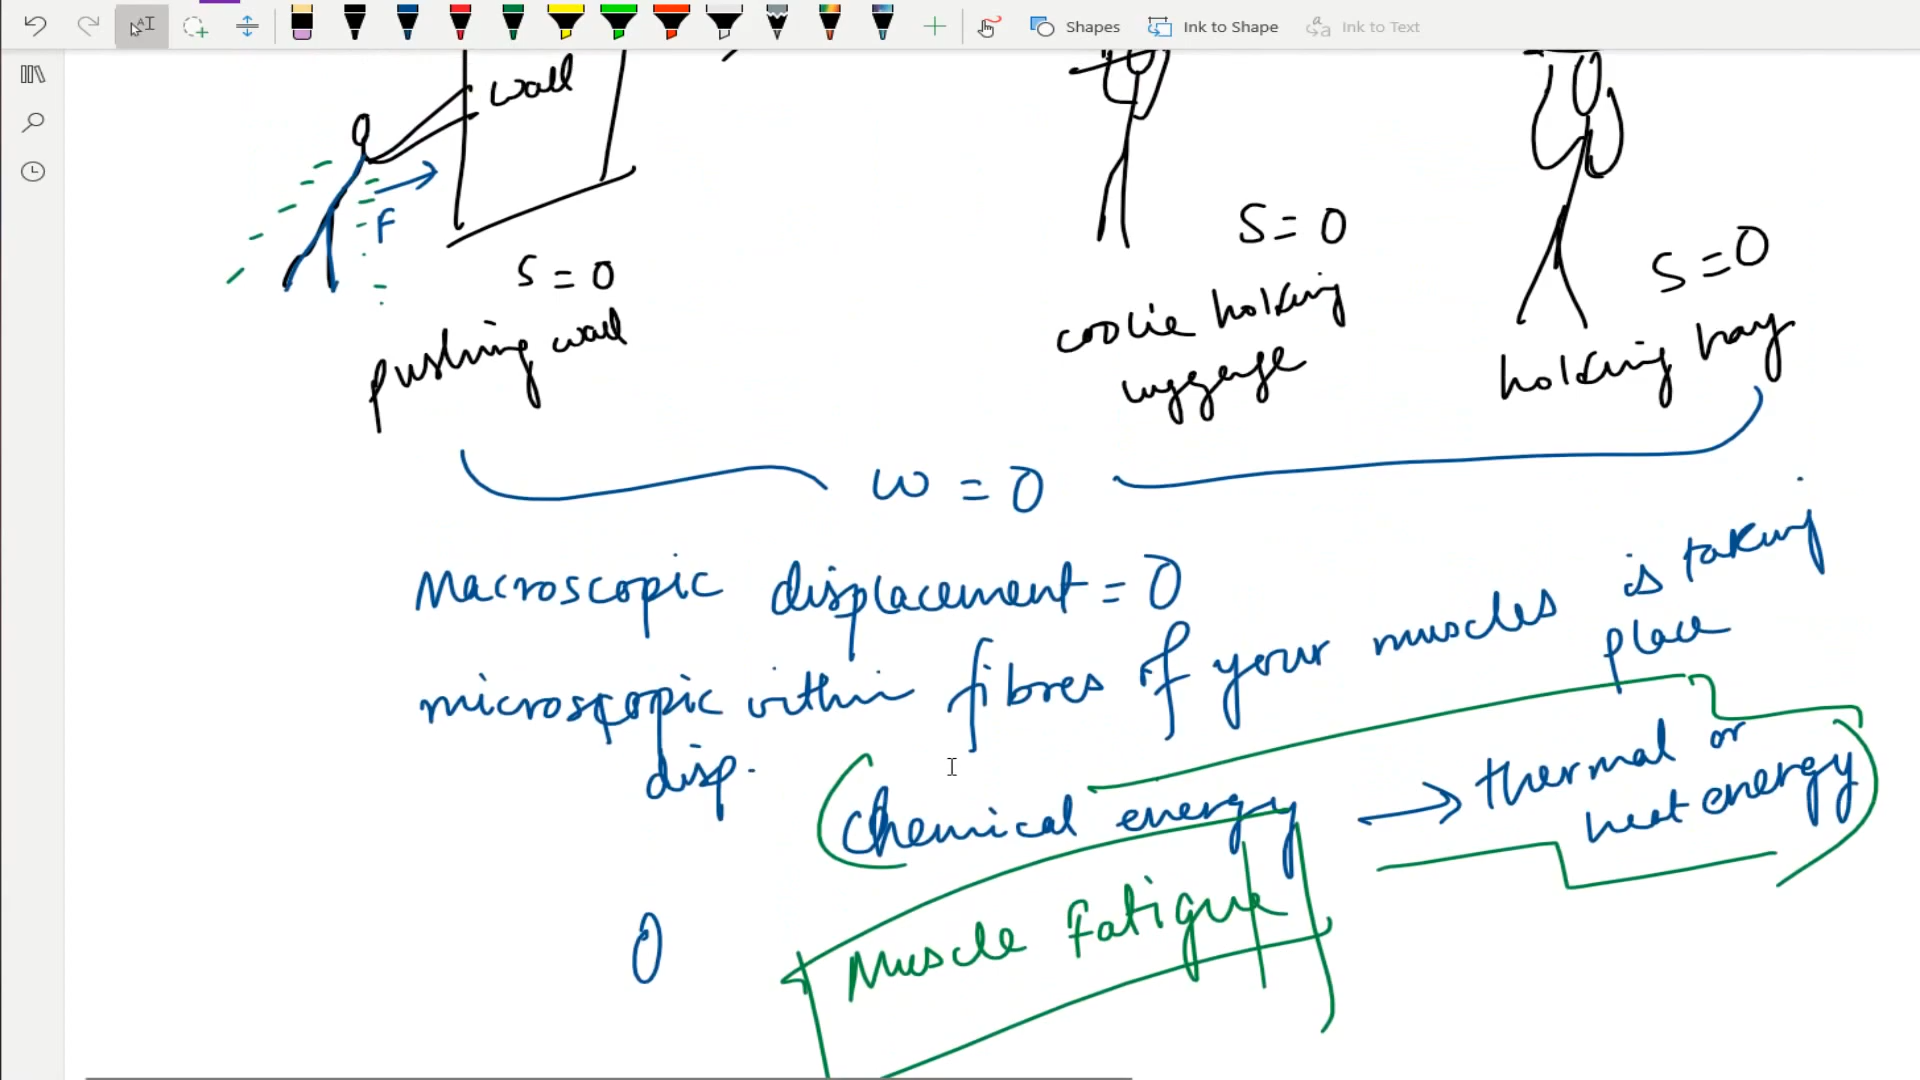 Shapes
Ink to Shape
Ink to Text
wall
F
S = 0
pushing wall
S = 0
coolie holding
luggage
S = 0
holding hay
W = 0
Macroscopic displacement = 0
microscopic within fibres of your muscles is taking
place
disp.
Chemical energy → thermal or
heat energy
Muscle Fatigue
0